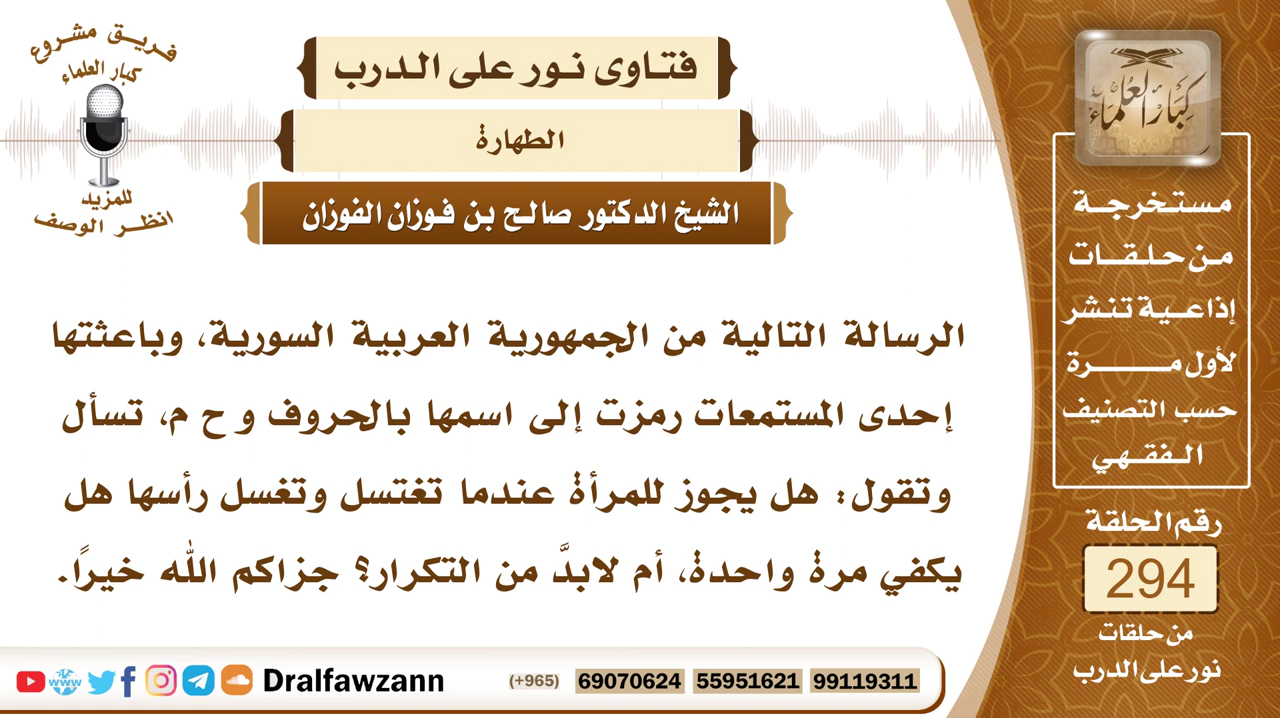 فريق مشروع
كبار العلماء
للمزيد
انظر الوصف
فتاوى نور على الدرب
الطهارة
الشيخ الدكتور صالح بن فوزان الفوزان
الرسالة التالية من الجمهورية العربية السورية، وباعثتها
إحدى المستمعات رمزت إلى اسمها بالحروف و ح م، تسأل
وتقول: هل يجوز للمرأة عندما تغتسل وتغسل رأسها هل
يكفي مرة واحدة، أم لابدَّ من التكرار؟ جزاكم الله خيرًا.
كبار العلماء
مستخرجة
من حلقات
إذاعية تنشر
لأول مرة
حسب التصنيف
الفقهي
رقم الحلقة
294
من حلقات
نور على الدرب
www Dralfawzann (+965) 69070624 55951621 99119311